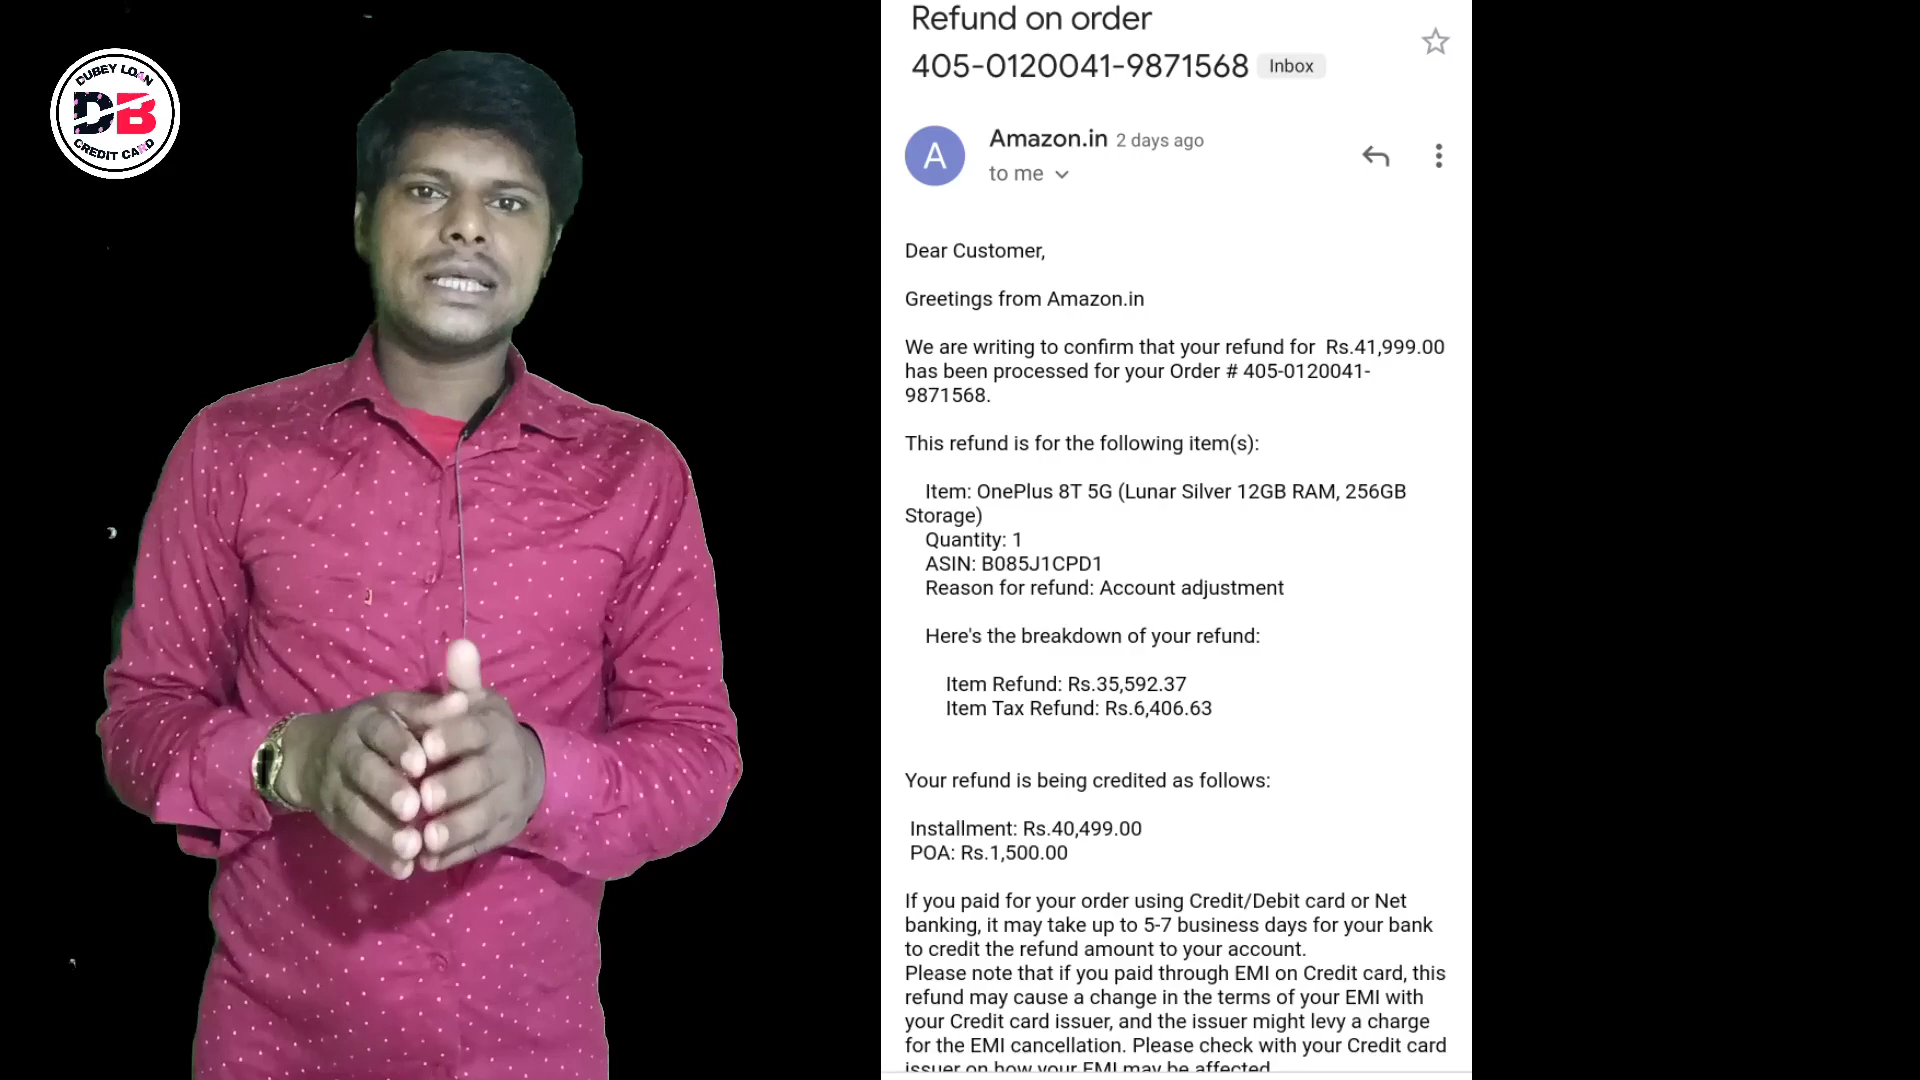 DUBEY LOAN
DB
CREDIT CARD
Refund on order
405-0120041-9871568 Inbox
A
Amazon.in 2 days ago
to me
Dear Customer,
Greetings from Amazon.in
We are writing to confirm that your refund for Rs.41,999.00
has been processed for your Order # 405-0120041-
9871568.
This refund is for the following item(s):
Item: OnePlus 8T 5G (Lunar Silver 12GB RAM, 256GB
Storage)
Quantity: 1
ASIN: B085J1CPD1
Reason for refund: Account adjustment
Here's the breakdown of your refund:
Item Refund: Rs.35,592.37
Item Tax Refund: Rs.6,406.63
Your refund is being credited as follows:
Installment: Rs.40,499.00
POA: Rs.1,500.00
If you paid for your order using Credit/Debit card or Net
banking, it may take up to 5-7 business days for your bank
to credit the refund amount to your account.
Please note that if you paid through EMI on Credit card, this
refund may cause a change in the terms of your EMI with
your Credit card issuer, and the issuer might levy a charge
for the EMI cancellation. Please check with your Credit card
issuer on how your EMI may be affected